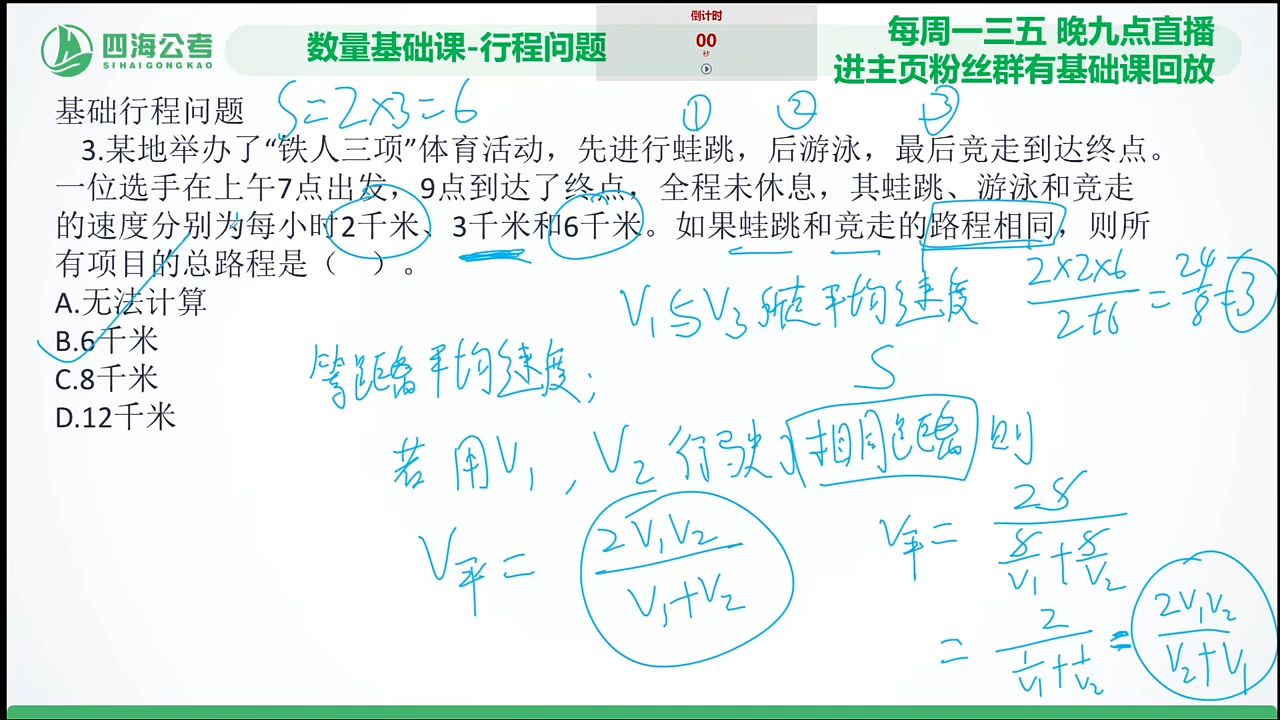 倒计时
00
秒
四海公考
SIHAIGONGKAO
数量基础课-行程问题
每周一三五 晚九点直播
进主页粉丝群有基础课回放
基础行程问题
S=2×3=6
① ② ③
3.某地举办了“铁人三项”体育活动，先进行蛙跳，后游泳，最后竞走到达终点。
一位选手在上午7点出发，9点到达了终点，全程未休息，其蛙跳、游泳和竞走
的速度分别为每小时2千米、3千米和6千米。如果蛙跳和竞走的路程相同，则所
有项目的总路程是（ ）。
A.无法计算
B.6千米
C.8千米
D.12千米
V₁与V₃ 平均速度 2×2×6/2+6 = 24/8 = 3
等距离平均速度；
S
若用V₁，V₂行驶相同距离则
V平= 2V₁V₂/V₁+V₂
V平= 2S/(S/V₁+S/V₂)
= 2/(1/V₁+1/V₂) = 2V₁V₂/V₂+V₁